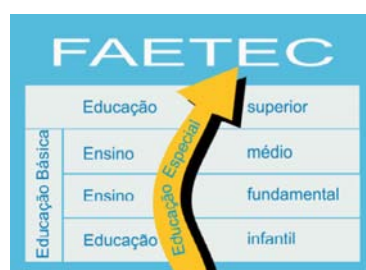 FAETEC
Educação superior
Ensino médio
Ensino fundamental
Educação infantil
Educação Básica
Educação Especial